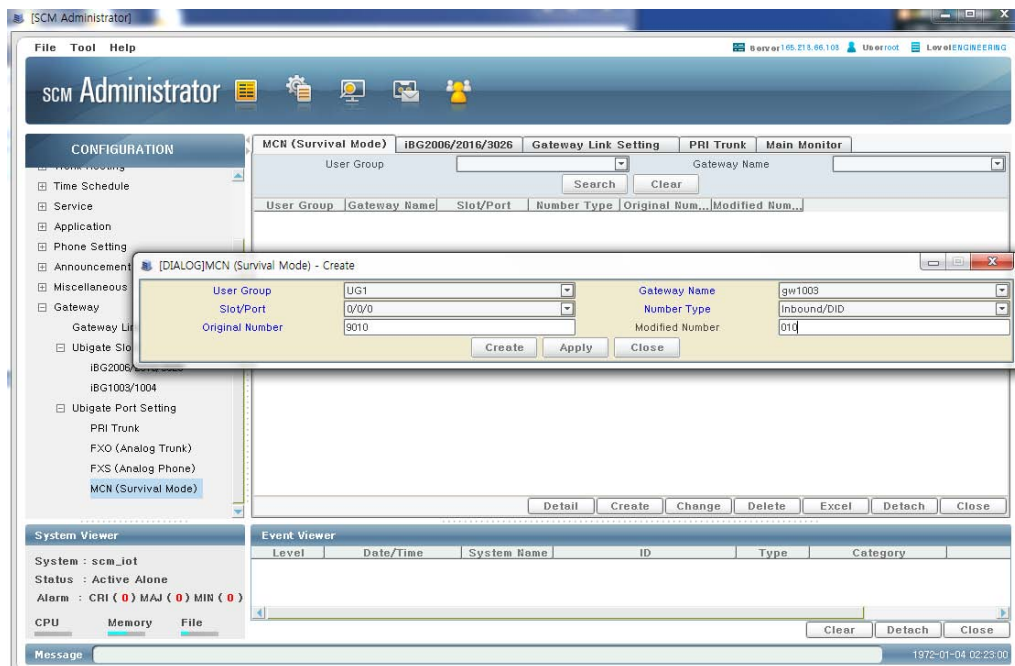 [SCM Administrator]
File Tool Help
Server 165.213.66.103 User root Level ENGINEERING
SCM Administrator
CONFIGURATION
Time Schedule
Service
Application
Phone Setting
Announcement
Miscellaneous
Gateway
Gateway Lin
Ubigate Slo
iBG2006/2016/3026
iBG1003/1004
Ubigate Port Setting
PRI Trunk
FXO (Analog Trunk)
FXS (Analog Phone)
MCN (Survival Mode)
MCN (Survival Mode) iBG2006/2016/3026 Gateway Link Setting PRI Trunk Main Monitor
User Group Gateway Name
Search Clear
User Group Gateway Name Slot/Port Number Type Original Num... Modified Num...
[DIALOG]MCN (Survival Mode) - Create
User Group UG1 Gateway Name gw1003
Slot/Port 0/0/0 Number Type Inbound/DID
Original Number 9010 Modified Number 010
Create Apply Close
Detail Create Change Delete Excel Detach Close
System Viewer
System : scm_iot
Status : Active Alone
Alarm : CRI ( 0 ) MAJ ( 0 ) MIN ( 0 )
CPU Memory File
Event Viewer
Level Date/Time System Name ID Type Category
Clear Detach Close
Message 1972-01-04 02:23:00